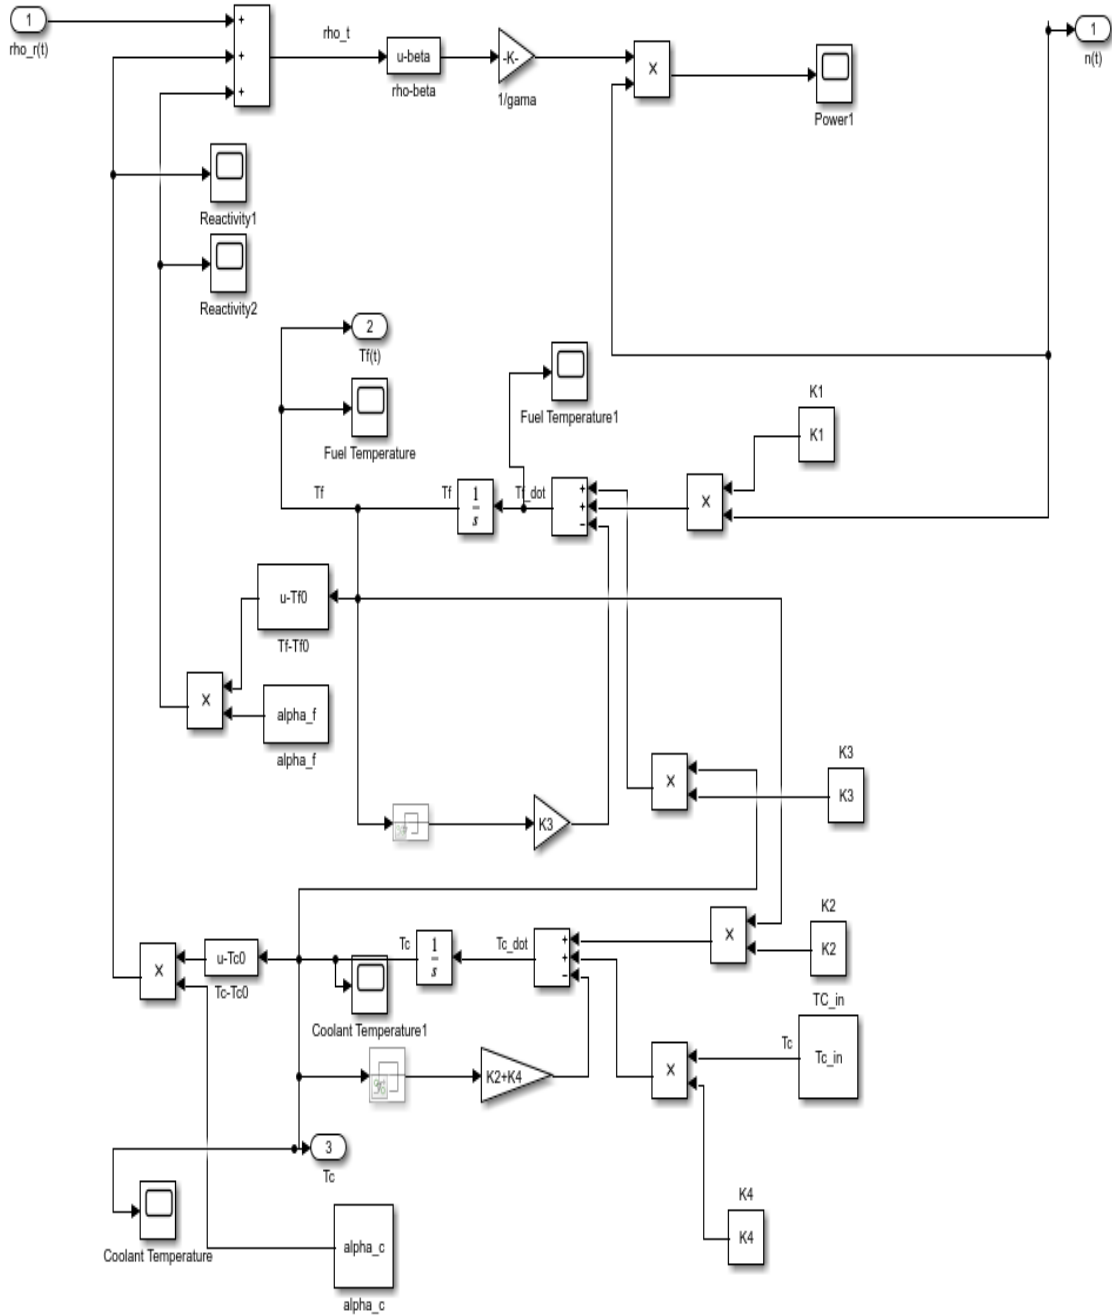 1
rho_r(t)
+
+
+
rho_t
u-beta
rho-beta
-K-
1/gama
X
Power1
1
n(t)
Reactivity1
Reactivity2
2
Tf(t)
Fuel Temperature
Fuel Temperature1
K1
K1
Tf
Tf
1
s
Tf_dot
+
+
−
X
u-Tf0
Tf-Tf0
X
alpha_f
alpha_f
K3
X
K3
K3
K2
K2
X
X
u-Tc0
Tc-Tc0
Tc
1
s
Tc_dot
+
+
−
Coolant Temperature1
K2+K4
X
TC_in
Tc
Tc_in
3
Tc
Coolant Temperature
alpha_c
alpha_c
K4
K4